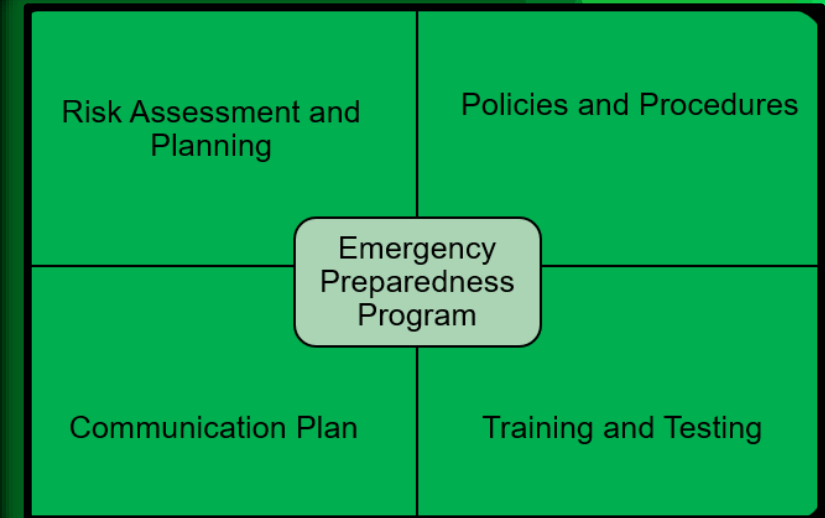 Risk Assessment and
Planning
Policies and Procedures
Emergency
Preparedness
Program
Communication Plan
Training and Testing